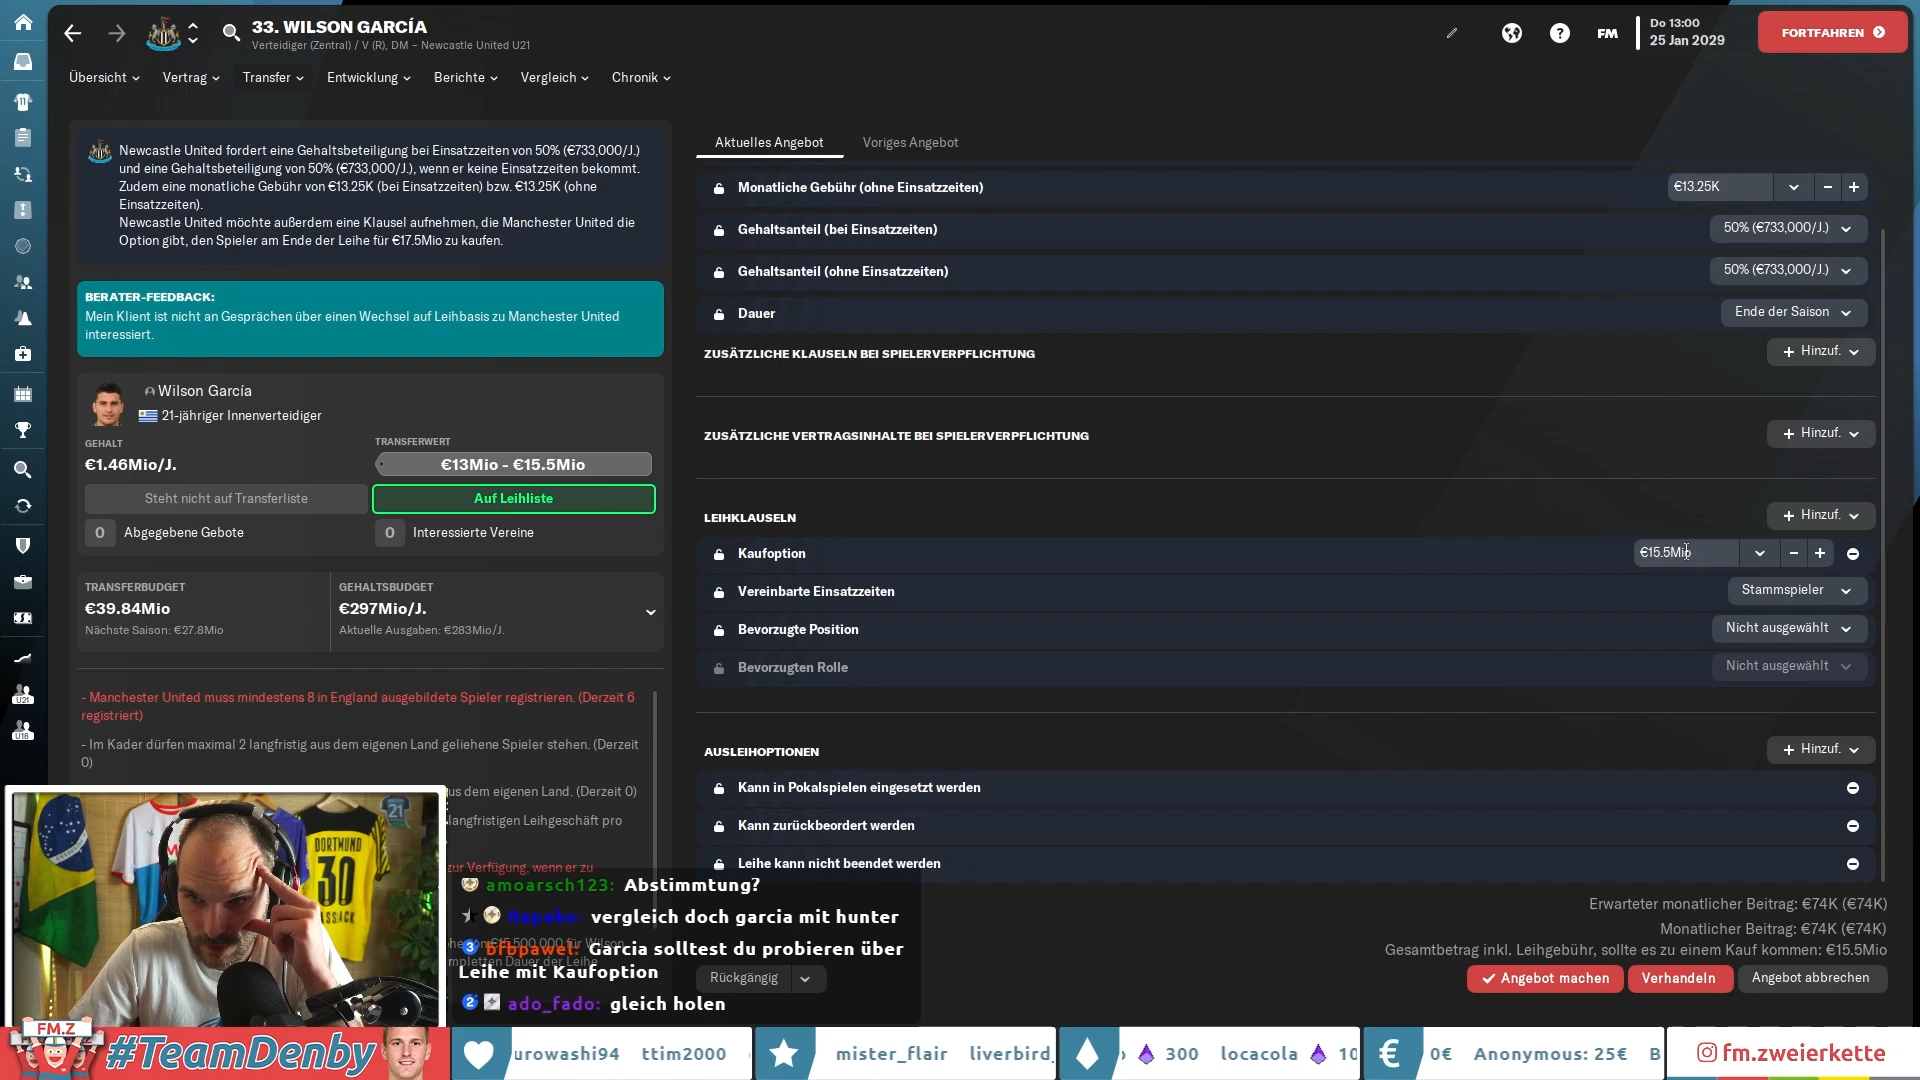 33. WILSON GARCÍA
Verteidiger (Zentral) / V (R), DM – Newcastle United U21
FM
Do 13:00
25 Jan 2029
FORTFAHREN
Übersicht
Vertrag
Transfer
Entwicklung
Berichte
Vergleich
Chronik
Newcastle United fordert eine Gehaltsbeteiligung bei Einsatzzeiten von 50% (€733,000/J.)
und eine Gehaltsbeteiligung von 50% (€733,000/J.), wenn er keine Einsatzzeiten bekommt.
Zudem eine monatliche Gebühr von €13.25K (bei Einsatzzeiten) bzw. €13.25K (ohne
Einsatzzeiten).
Newcastle United möchte außerdem eine Klausel aufnehmen, die Manchester United die
Option gibt, den Spieler am Ende der Leihe für €17.5Mio zu kaufen.
BERATER-FEEDBACK:
Mein Klient ist nicht an Gesprächen über einen Wechsel auf Leihbasis zu Manchester United
interessiert.
Wilson García
21-jähriger Innenverteidiger
GEHALT
€1.46Mio/J.
TRANSFERWERT
€13Mio - €15.5Mio
Steht nicht auf Transferliste
Auf Leihliste
0 Abgegebene Gebote
0 Interessierte Vereine
TRANSFERBUDGET
€39.84Mio
Nächste Saison: €27.8Mio
GEHALTSBUDGET
€297Mio/J.
Aktuelle Ausgaben: €283Mio/J.
- Manchester United muss mindestens 8 in England ausgebildete Spieler registrieren. (Derzeit 6
registriert)
- Im Kader dürfen maximal 2 langfristig aus dem eigenen Land geliehene Spieler stehen. (Derzeit
0)
us dem eigenen Land. (Derzeit 0)
langfristigen Leihgeschäft pro
zur Verfügung, wenn er zu
Aktuelles Angebot
Voriges Angebot
Monatliche Gebühr (ohne Einsatzzeiten)
€13.25K
Gehaltsanteil (bei Einsatzzeiten)
50% (€733,000/J.)
Gehaltsanteil (ohne Einsatzzeiten)
50% (€733,000/J.)
Dauer
Ende der Saison
ZUSÄTZLICHE KLAUSELN BEI SPIELERVERPFLICHTUNG
Hinzuf.
ZUSÄTZLICHE VERTRAGSINHALTE BEI SPIELERVERPFLICHTUNG
Hinzuf.
LEIHKLAUSELN
Hinzuf.
Kaufoption
€15.5Mio
Vereinbarte Einsatzzeiten
Stammspieler
Bevorzugte Position
Nicht ausgewählt
Bevorzugten Rolle
Nicht ausgewählt
AUSLEIHOPTIONEN
Hinzuf.
Kann in Pokalspielen eingesetzt werden
Kann zurückbeordert werden
Leihe kann nicht beendet werden
Erwarteter monatlicher Beitrag: €74K (€74K)
Monatlicher Beitrag: €74K (€74K)
Gesamtbetrag inkl. Leihgebühr, sollte es zu einem Kauf kommen: €15.5Mio
Rückgängig
Angebot machen
Verhandeln
Angebot abbrechen
U21
U18
amoarsch123: Abstimmtung?
Rapako: vergleich doch garcia mit hunter
bfbpawel: Garcia solltest du probieren über
Leihe mit Kaufoption
ado_fado: gleich holen
21
DORTMUND
30
FM.Z
#TeamDenby
urowashi94 ttim2000
mister_flair liverbird_
300 locacola 10
€ 0€ Anonymous: 25€ B
fm.zweierkette